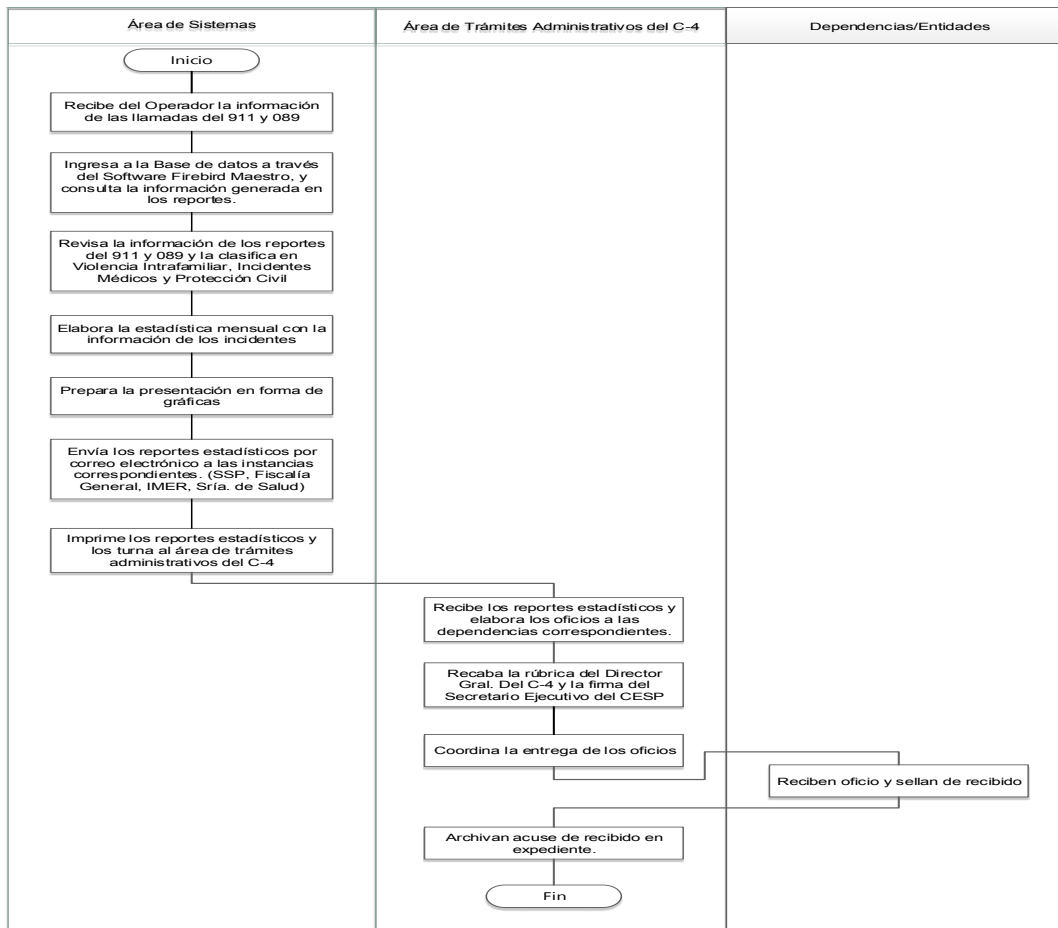 Área de Sistemas
Área de Trámites Administrativos del C-4
Dependencias/Entidades
Inicio
Recibe del Operador la información
de las llamadas del 911 y 089
Ingresa a la Base de datos a través
del Software Firebird Maestro, y
consulta la información generada en
los reportes.
Revisa la información de los reportes
del 911 y 089 y la clasifica en
Violencia Intrafamiliar, Incidentes
Médicos y Protección Civil
Elabora la estadística mensual con la
información de los incidentes
Prepara la presentación en forma de
gráficas
Envía los reportes estadísticos por
correo electrónico a las instancias
correspondientes. (SSP, Fiscalía
General, IMER, Sría. de Salud)
Imprime los reportes estadísticos y
los turna al área de trámites
administrativos del C-4
Recibe los reportes estadísticos y
elabora los oficios a las
dependencias correspondientes.
Recaba la rúbrica del Director
Gral. Del C-4 y la firma del
Secretario Ejecutivo del CESP
Coordina la entrega de los oficios
Reciben oficio y sellan de recibido
Archivan acuse de recibido en
expediente.
Fin